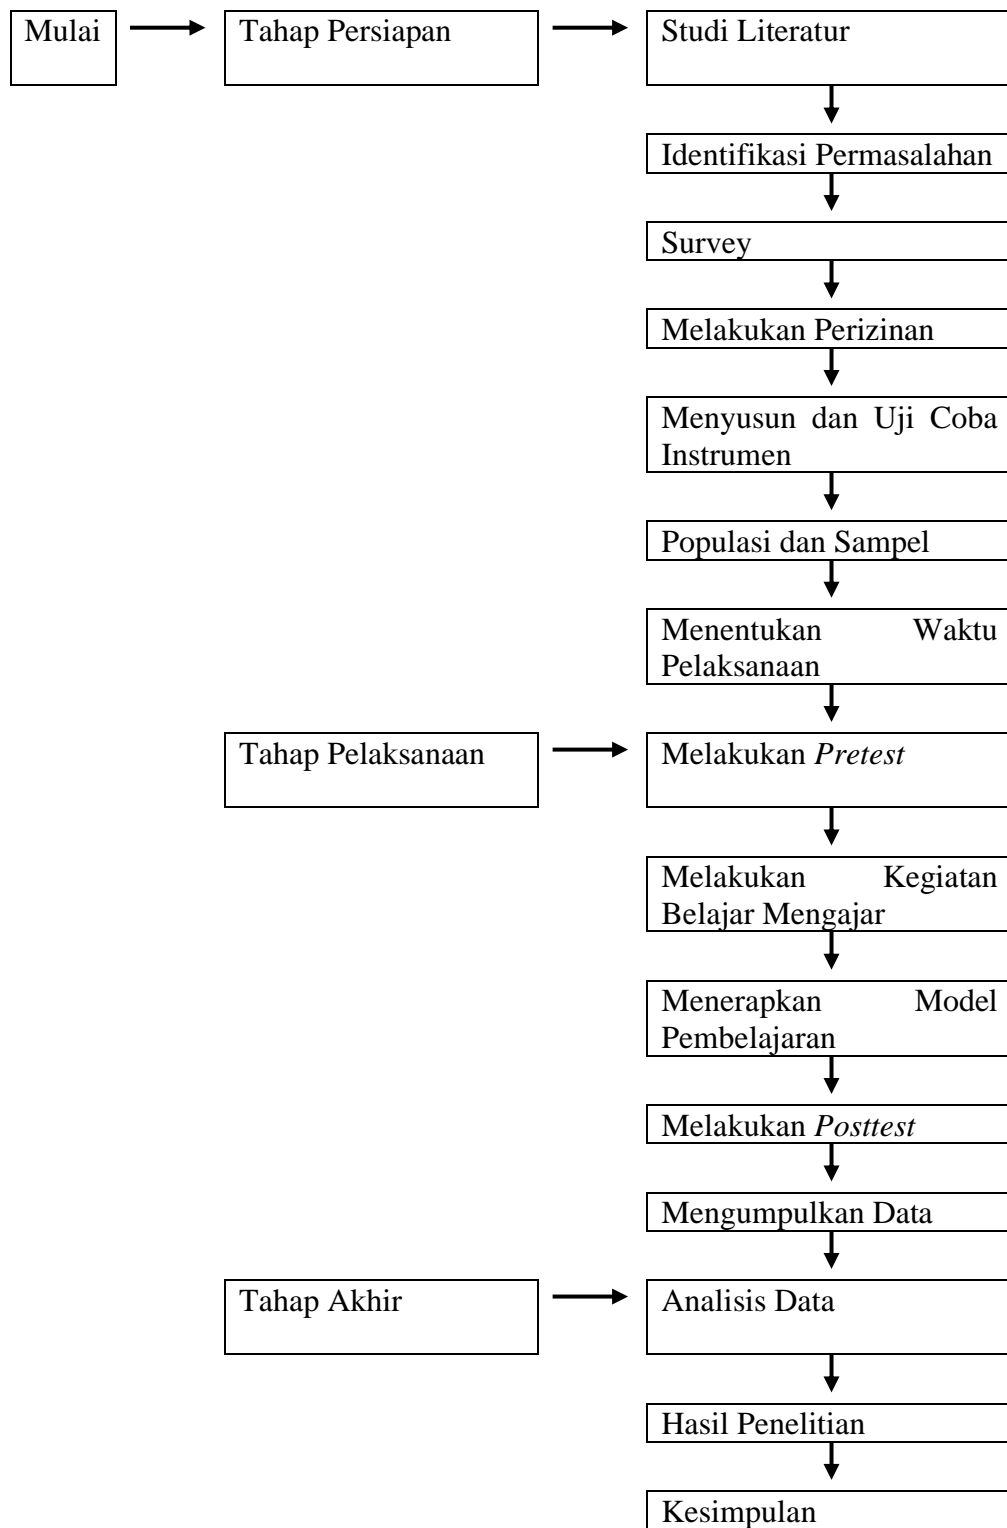 Mulai
Tahap Persiapan
Studi Literatur
Identifikasi Permasalahan
Survey
Melakukan Perizinan
Menyusun dan Uji Coba
Instrumen
Populasi dan Sampel
Menentukan Waktu
Pelaksanaan
Tahap Pelaksanaan
Melakukan Pretest
Melakukan Kegiatan
Belajar Mengajar
Menerapkan Model
Pembelajaran
Melakukan Posttest
Mengumpulkan Data
Tahap Akhir
Analisis Data
Hasil Penelitian
Kesimpulan